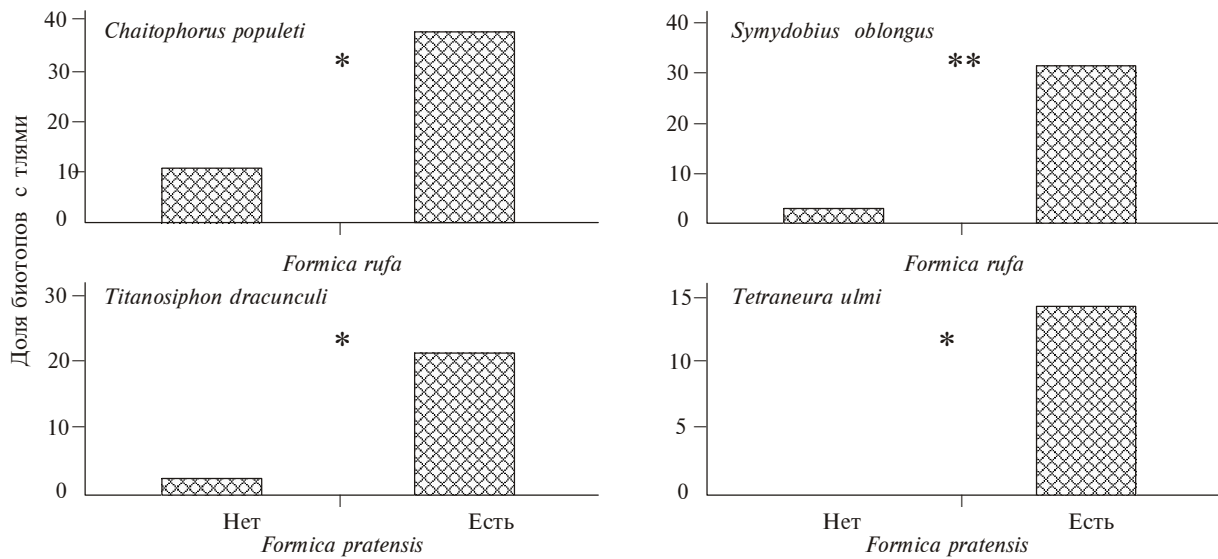 Доля биотопов с тлями
40
30
20
10
0
Chaitophorus populeti
*
Formica rufa
40
30
20
10
0
Symydobius oblongus
**
Formica rufa
30
20
10
0
Titanosiphon dracunculi
*
Нет Есть
Formica pratensis
15
10
5
0
Tetraneura ulmi
*
Нет Есть
Formica pratensis